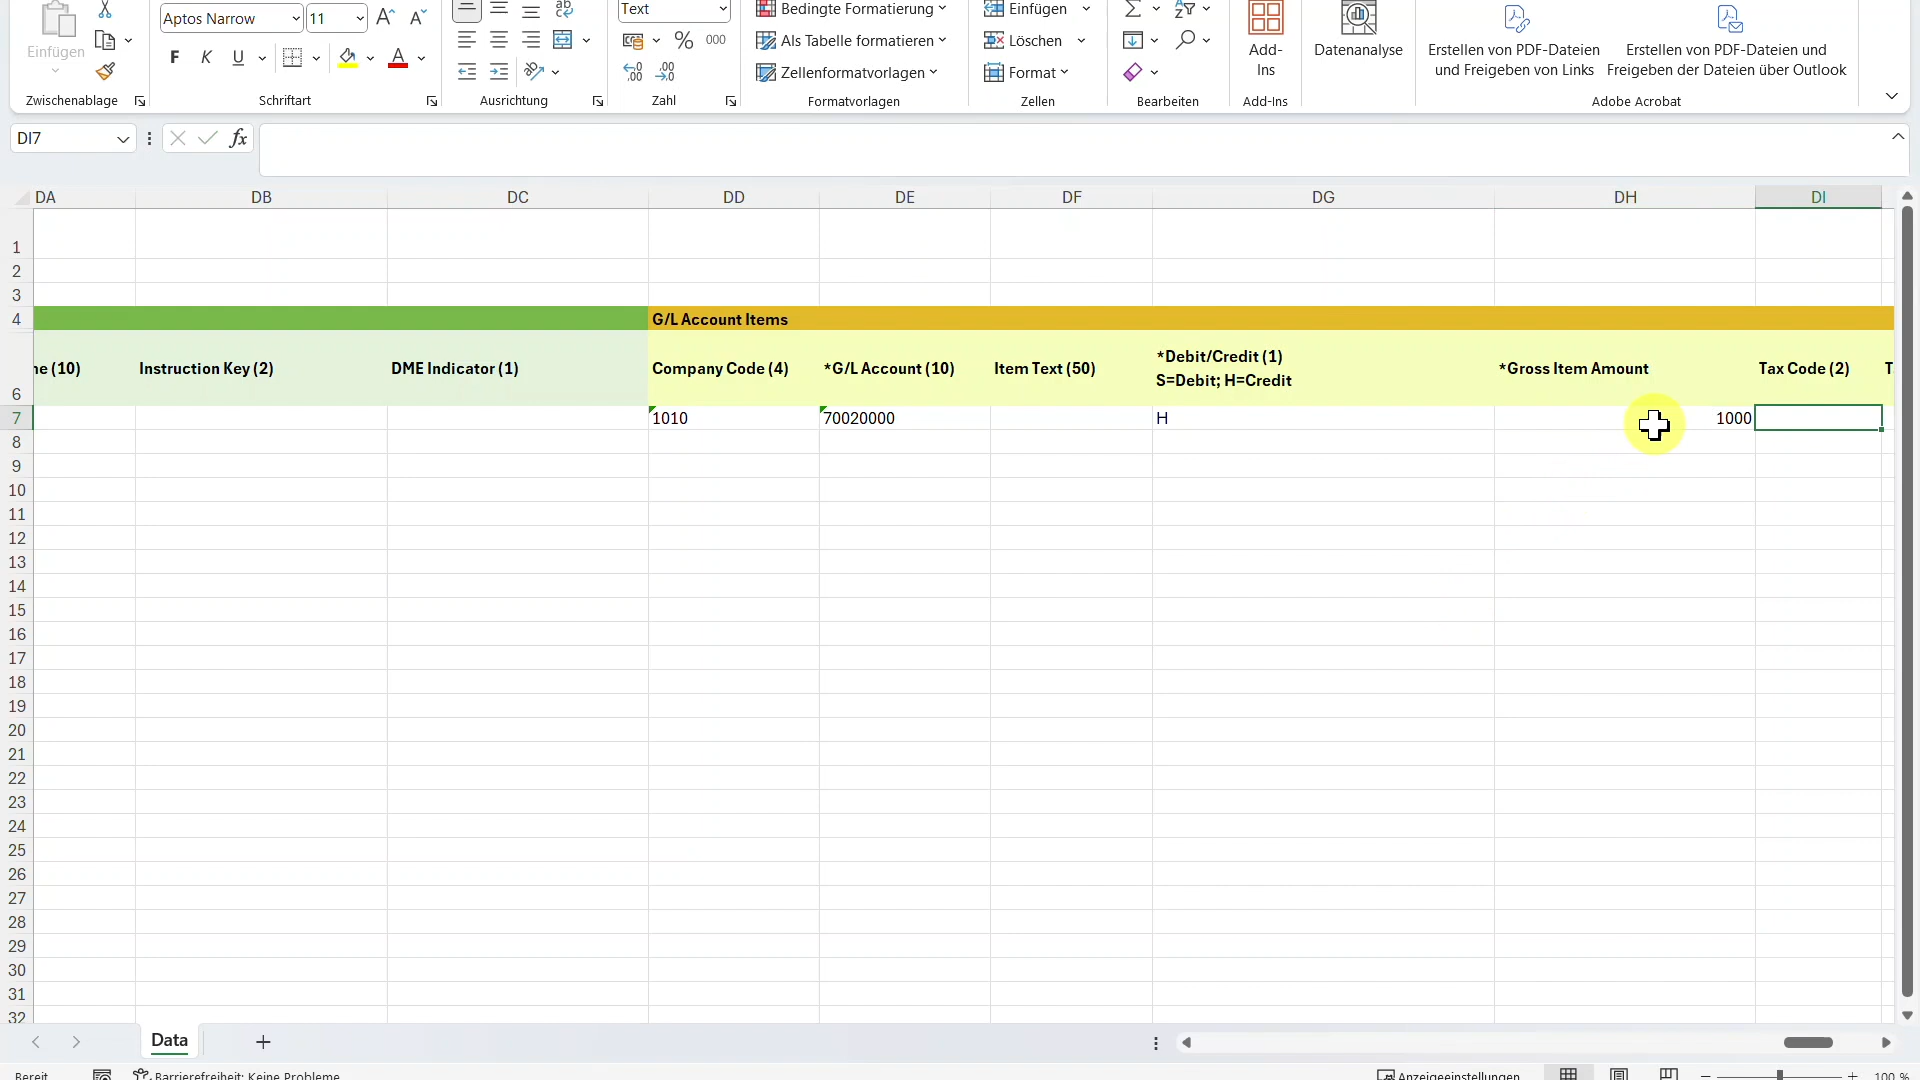 Aptos Narrow
11
A
A
ab
Text
Bedingte Formatierung
Einfügen
Einfügen
%
000
Als Tabelle formatieren
Löschen
Add-
Ins
Datenanalyse
Erstellen von PDF-Dateien
und Freigeben von Links
Erstellen von PDF-Dateien und
Freigeben der Dateien über Outlook
F
K
U
A
Zellenformatvorlagen
Format
Zwischenablage
Schriftart
Ausrichtung
Zahl
Formatvorlagen
Zellen
Bearbeiten
Add-Ins
Adobe Acrobat
DI7
fx
DA
DB
DC
DD
DE
DF
DG
DH
DI
1
2
3
4
G/L Account Items
6
ne (10)
Instruction Key (2)
DME Indicator (1)
Company Code (4)
*G/L Account (10)
Item Text (50)
*Debit/Credit (1)
S=Debit; H=Credit
*Gross Item Amount
Tax Code (2)
T
7
1010
70020000
H
1000
8
9
10
11
12
13
14
15
16
17
18
19
20
21
22
23
24
25
26
27
28
29
30
31
32
Data
Bereit
Barrierefreiheit: Keine Probleme
Anzeigeeinstellungen
100 %